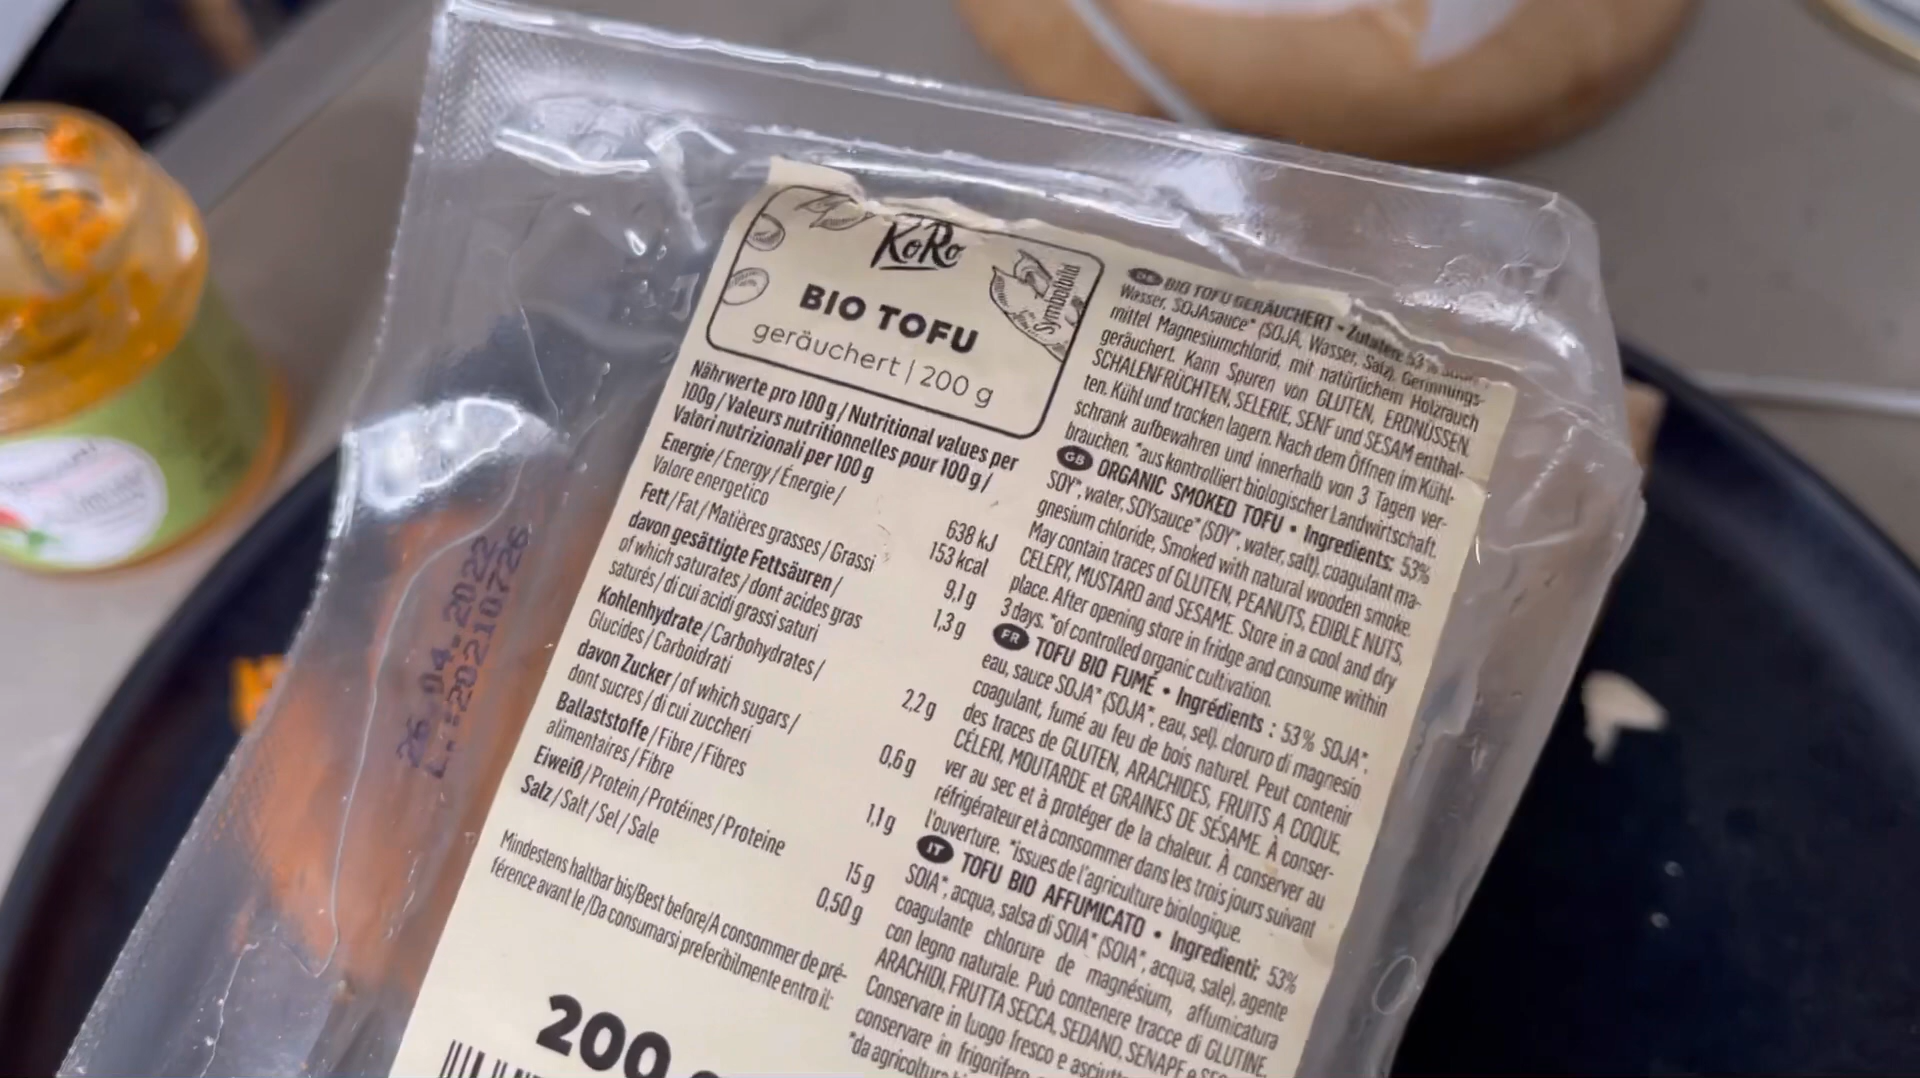 KoRo
Symbolbild
BIO TOFU
geräuchert | 200 g
Nährwerte pro 100 g / Nutritional values per
100g / Valeurs nutritionnelles pour 100 g /
Valori nutrizionali per 100 g
Energie / Energy / Énergie /
Valore energetico
638 kJ
153 kcal
Fett / Fat / Matières grasses / Grassi
9,1 g
davon gesättigte Fettsäuren /
of which saturates / dont acides gras
saturés / di cui acidi grassi saturi
1,3 g
Kohlenhydrate / Carbohydrates /
Glucides / Carboidrati
2,2 g
davon Zucker / of which sugars /
dont sucres / di cui zuccheri
0,6 g
Ballaststoffe / Fibre / Fibres
alimentaires / Fibre
1,1 g
Eiweiß / Protein / Protéines / Proteine
15 g
Salz / Salt / Sel / Sale
0,50 g
Mindestens haltbar bis/Best before/A consommer de pré-
férence avant le /Da consumarsi preferibilmente entro il:
200
DE BIO TOFU GERÄUCHERT • Zutaten: 53 %
Wasser, SOJAsauce* (SOJA, Wasser, Salz), Gerinnungs-
mittel Magnesiumchlorid, mit natürlichem Holzrauch
geräuchert. Kann Spuren von GLUTEN, ERDNÜSSEN,
SCHALENFRÜCHTEN, SELERIE, SENF und SESAM enthal-
ten. Kühl und trocken lagern. Nach dem Öffnen im Kühl-
schrank aufbewahren und innerhalb von 3 Tagen ver-
brauchen. *aus kontrolliert biologischer Landwirtschaft.
GB ORGANIC SMOKED TOFU • Ingredients: 53%
SOY*, water, SOYsauce* (SOY*, water, salt), coagulant ma-
gnesium chloride, Smoked with natural wooden smoke.
May contain traces of GLUTEN, PEANUTS, EDIBLE NUTS,
CELERY, MUSTARD and SESAME. Store in a cool and dry
place. After opening store in fridge and consume within
3 days. *of controlled organic cultivation.
FR TOFU BIO FUMÉ • Ingrédients : 53% SOJA*,
eau, sauce SOJA* (SOJA*, eau, sel), cloruro di magnesio
coagulant, fumé au feu de bois naturel. Peut contenir
des traces de GLUTEN, ARACHIDES, FRUITS À COQUE,
CÉLERI, MOUTARDE et GRAINES DE SÉSAME. À conser-
ver au sec et à protéger de la chaleur. À conserver au
réfrigérateur et à consommer dans les trois jours suivant
l'ouverture. *issues de l'agriculture biologique.
IT TOFU BIO AFFUMICATO • Ingredienti: 53%
SOIA*, acqua, salsa di SOIA* (SOIA*, acqua, sale), agente
coagulante chlorure de magnésium, affumicatura
con legno naturale. Può contenere tracce di GLUTINE,
ARACHIDI, FRUTTA SECCA, SEDANO, SENAPE e
Conservare in luogo fresco e asciutto
conservare in frigorifero
*da agricoltura
26.04.2022
L.:20210726